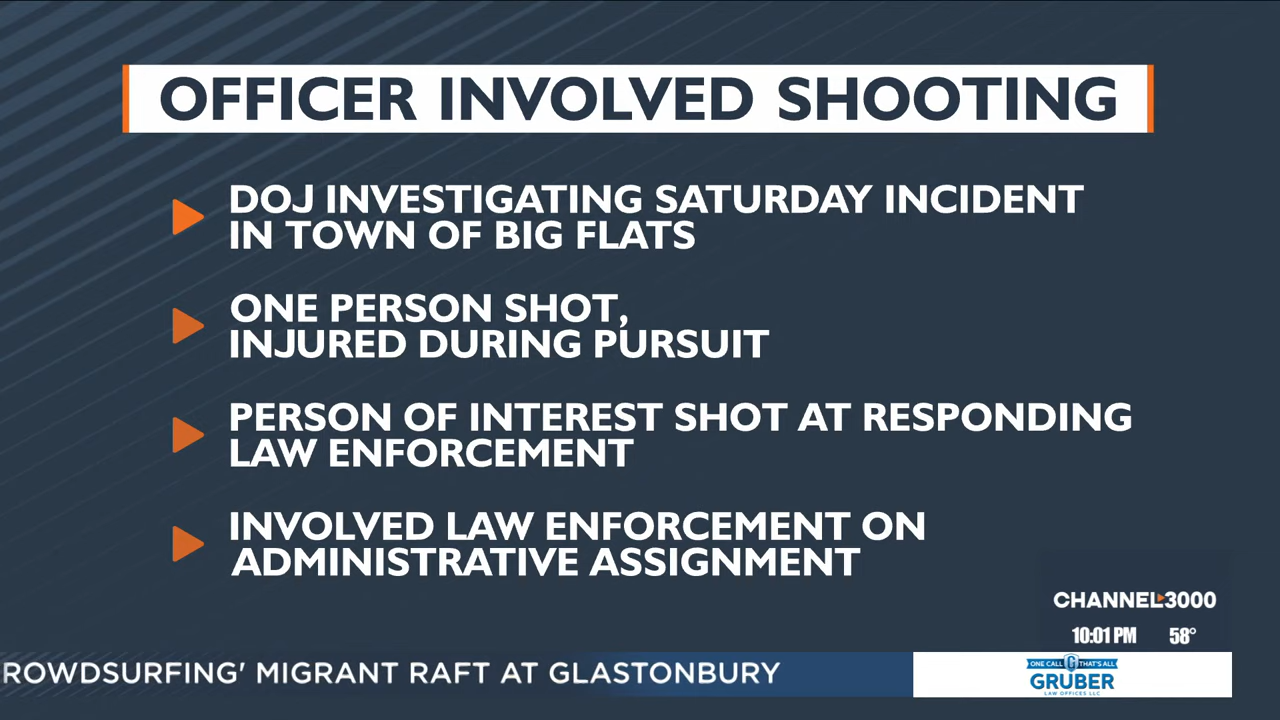 OFFICER INVOLVED SHOOTING
DOJ INVESTIGATING SATURDAY INCIDENT
IN TOWN OF BIG FLATS
ONE PERSON SHOT,
INJURED DURING PURSUIT
PERSON OF INTEREST SHOT AT RESPONDING
LAW ENFORCEMENT
INVOLVED LAW ENFORCEMENT ON
ADMINISTRATIVE ASSIGNMENT
CHANNEL3000
10:01 PM 58°
ROWDSURFING' MIGRANT RAFT AT GLASTONBURY
ONE CALL G THAT'S ALL
GRUBER
LAW OFFICES LLC